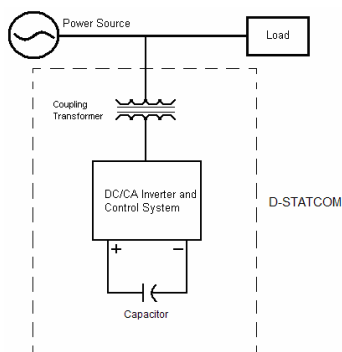 Power Source
Load
Coupling
Transformer
DC/CA Inverter and
Control System
+ −
D-STATCOM
Capacitor